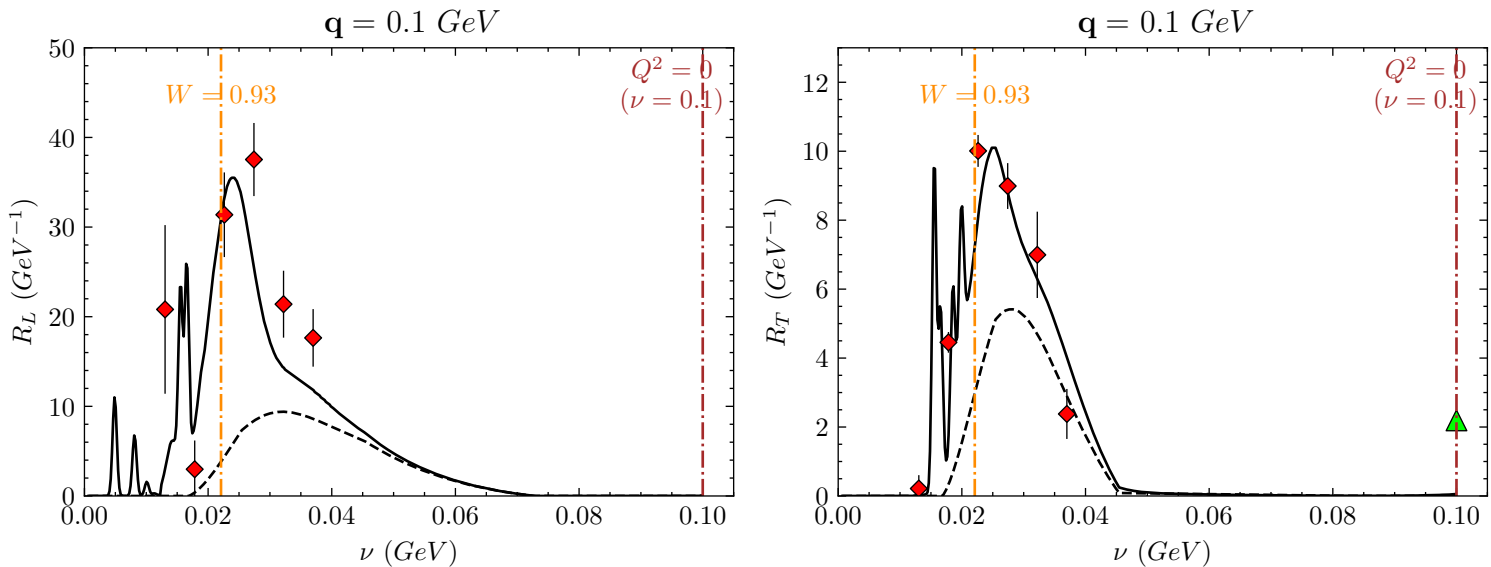 q = 0.1 GeV
50
40
30
20
10
0
R_L (GeV⁻¹)
W = 0.93
Q² = 0
(ν = 0.1)
0.00 0.02 0.04 0.06 0.08 0.10
ν (GeV)
q = 0.1 GeV
12
10
8
6
4
2
0
R_T (GeV⁻¹)
W = 0.93
Q² = 0
(ν = 0.1)
0.00 0.02 0.04 0.06 0.08 0.10
ν (GeV)